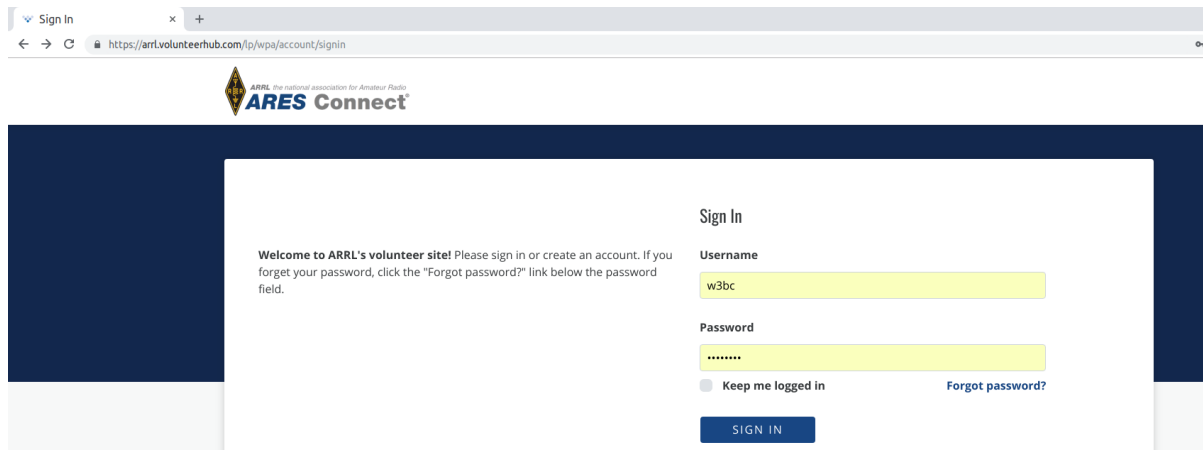 Sign In
https://arrl.volunteerhub.com/lp/wpa/account/signin
ARRL the national association for Amateur Radio
ARES Connect®
Sign In
Welcome to ARRL's volunteer site! Please sign in or create an account. If you
forget your password, click the "Forgot password?" link below the password
field.
Username
w3bc
Password
••••••••
Keep me logged in
Forgot password?
SIGN IN